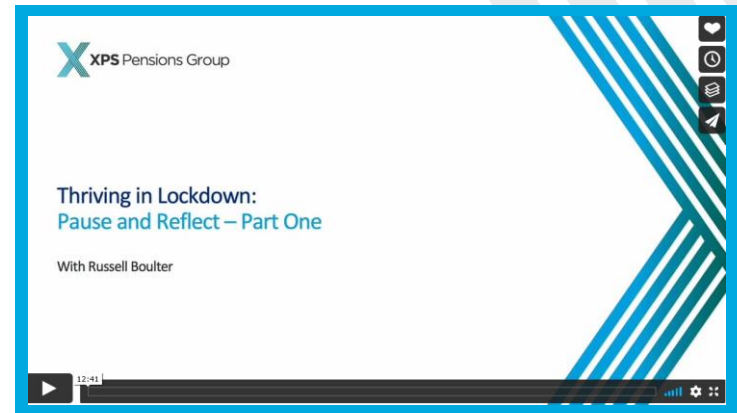 XPS Pensions Group
Thriving in Lockdown:
Pause and Reflect – Part One
With Russell Boulter
12:41